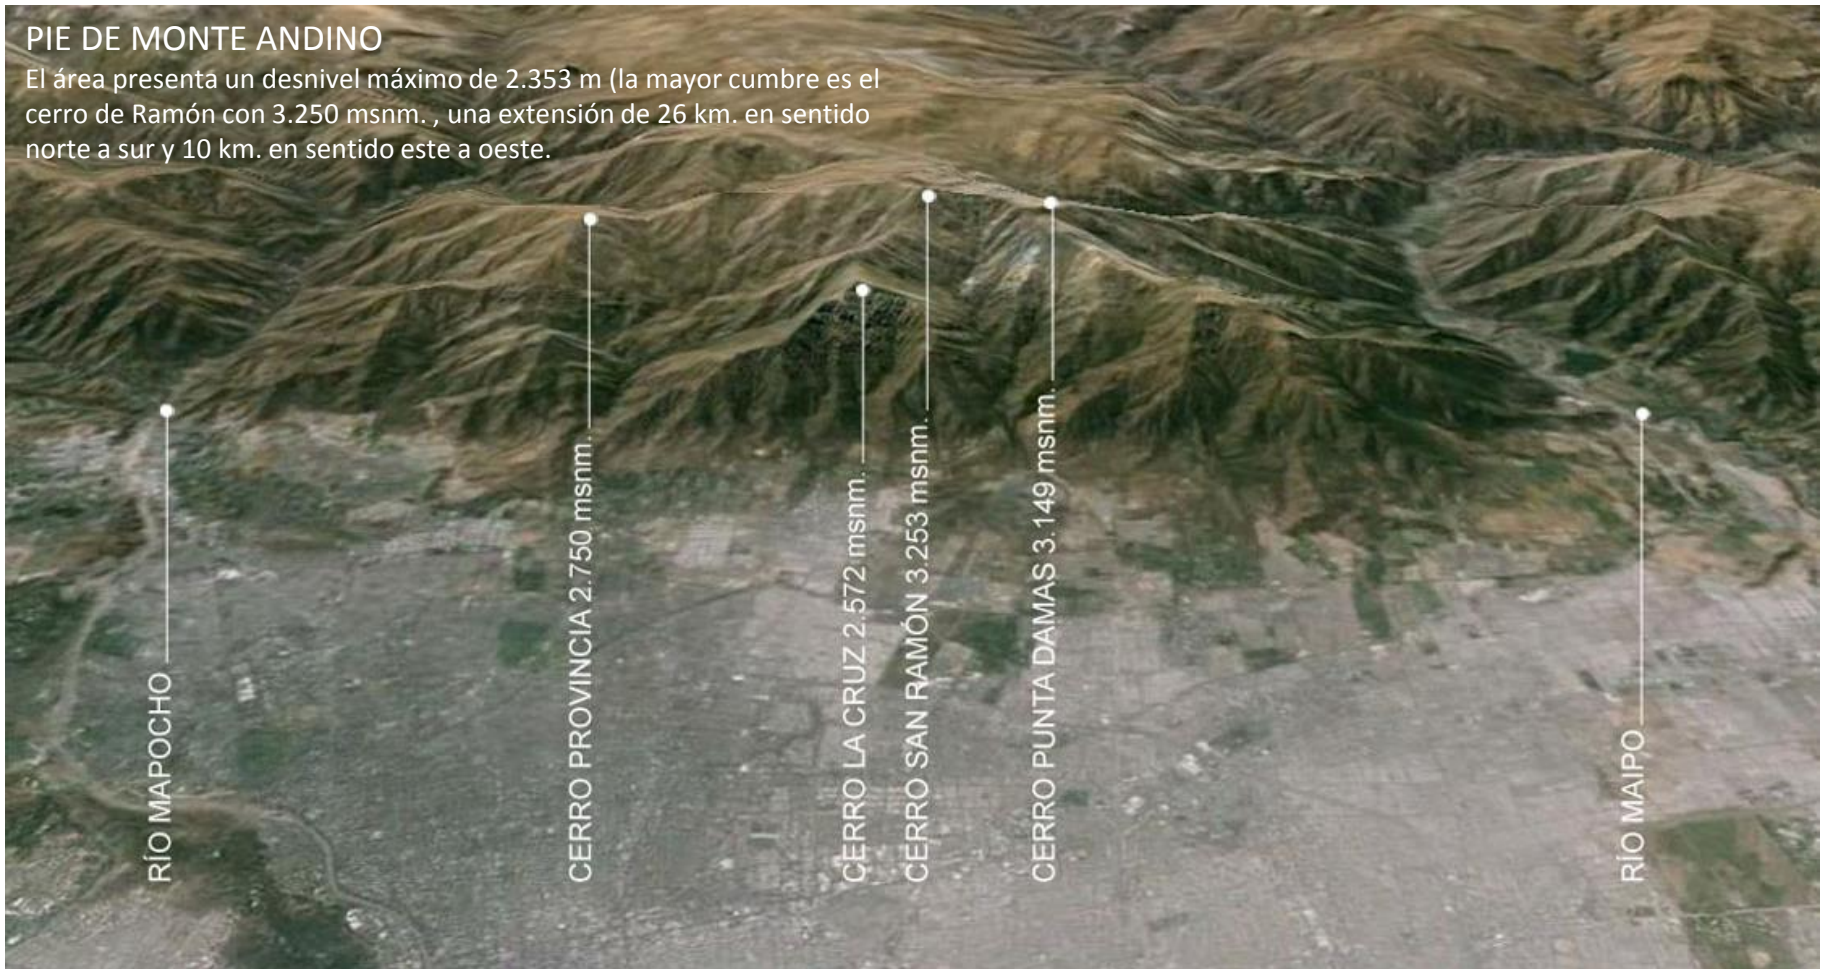 PIE DE MONTE ANDINO
El área presenta un desnivel máximo de 2.353 m (la mayor cumbre es el
cerro de Ramón con 3.250 msnm. , una extensión de 26 km. en sentido
norte a sur y 10 km. en sentido este a oeste.
RÍO MAPOCHO
CERRO PROVINCIA 2.750 msnm.
CERRO LA CRUZ 2.572 msnm.
CERRO SAN RAMÓN 3.253 msnm.
CERRO PUNTA DAMAS 3.149 msnm.
RÍO MAIPO